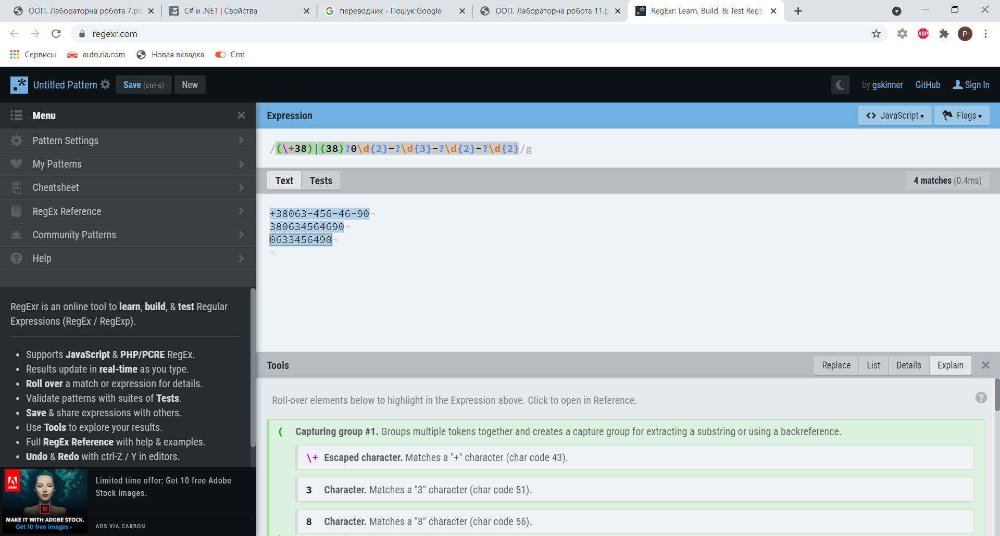 ООП. Лабораторна робота 7.pd
C# и .NET | Свойства
переводчик - Пошук Google
ООП. Лабораторна робота 11.p
RegExr: Learn, Build, & Test RegE
regexr.com
ABP
P
Сервисы
auto.ria.com
Новая вкладка
Crm
Untitled Pattern
Save (ctrl-s)
New
by gskinner
GitHub
Sign In
Menu
Expression
JavaScript
Flags
Pattern Settings
/(\+38)|(38)?0\d{2}-?\d{3}-?\d{2}-?\d{2}/g
My Patterns
Text
Tests
4 matches (0.4ms)
Cheatsheet
RegEx Reference
+38063-456-46-90
380634564690
0633456490
Community Patterns
Help
RegExr is an online tool to learn, build, & test Regular
Expressions (RegEx / RegExp).
• Supports JavaScript & PHP/PCRE RegEx.
• Results update in real-time as you type.
• Roll over a match or expression for details.
• Validate patterns with suites of Tests.
• Save & share expressions with others.
• Use Tools to explore your results.
• Full RegEx Reference with help & examples.
• Undo & Redo with ctrl-Z / Y in editors.
Tools
Replace
List
Details
Explain
Roll-over elements below to highlight in the Expression above. Click to open in Reference.
( Capturing group #1. Groups multiple tokens together and creates a capture group for extracting a substring or using a backreference.
\+ Escaped character. Matches a "+" character (char code 43).
3 Character. Matches a "3" character (char code 51).
8 Character. Matches a "8" character (char code 56).
Adobe
St
MAKE IT WITH ADOBE STOCK.
Get 10 free images ›
Limited time offer: Get 10 free Adobe
Stock images.
ADS VIA CARBON